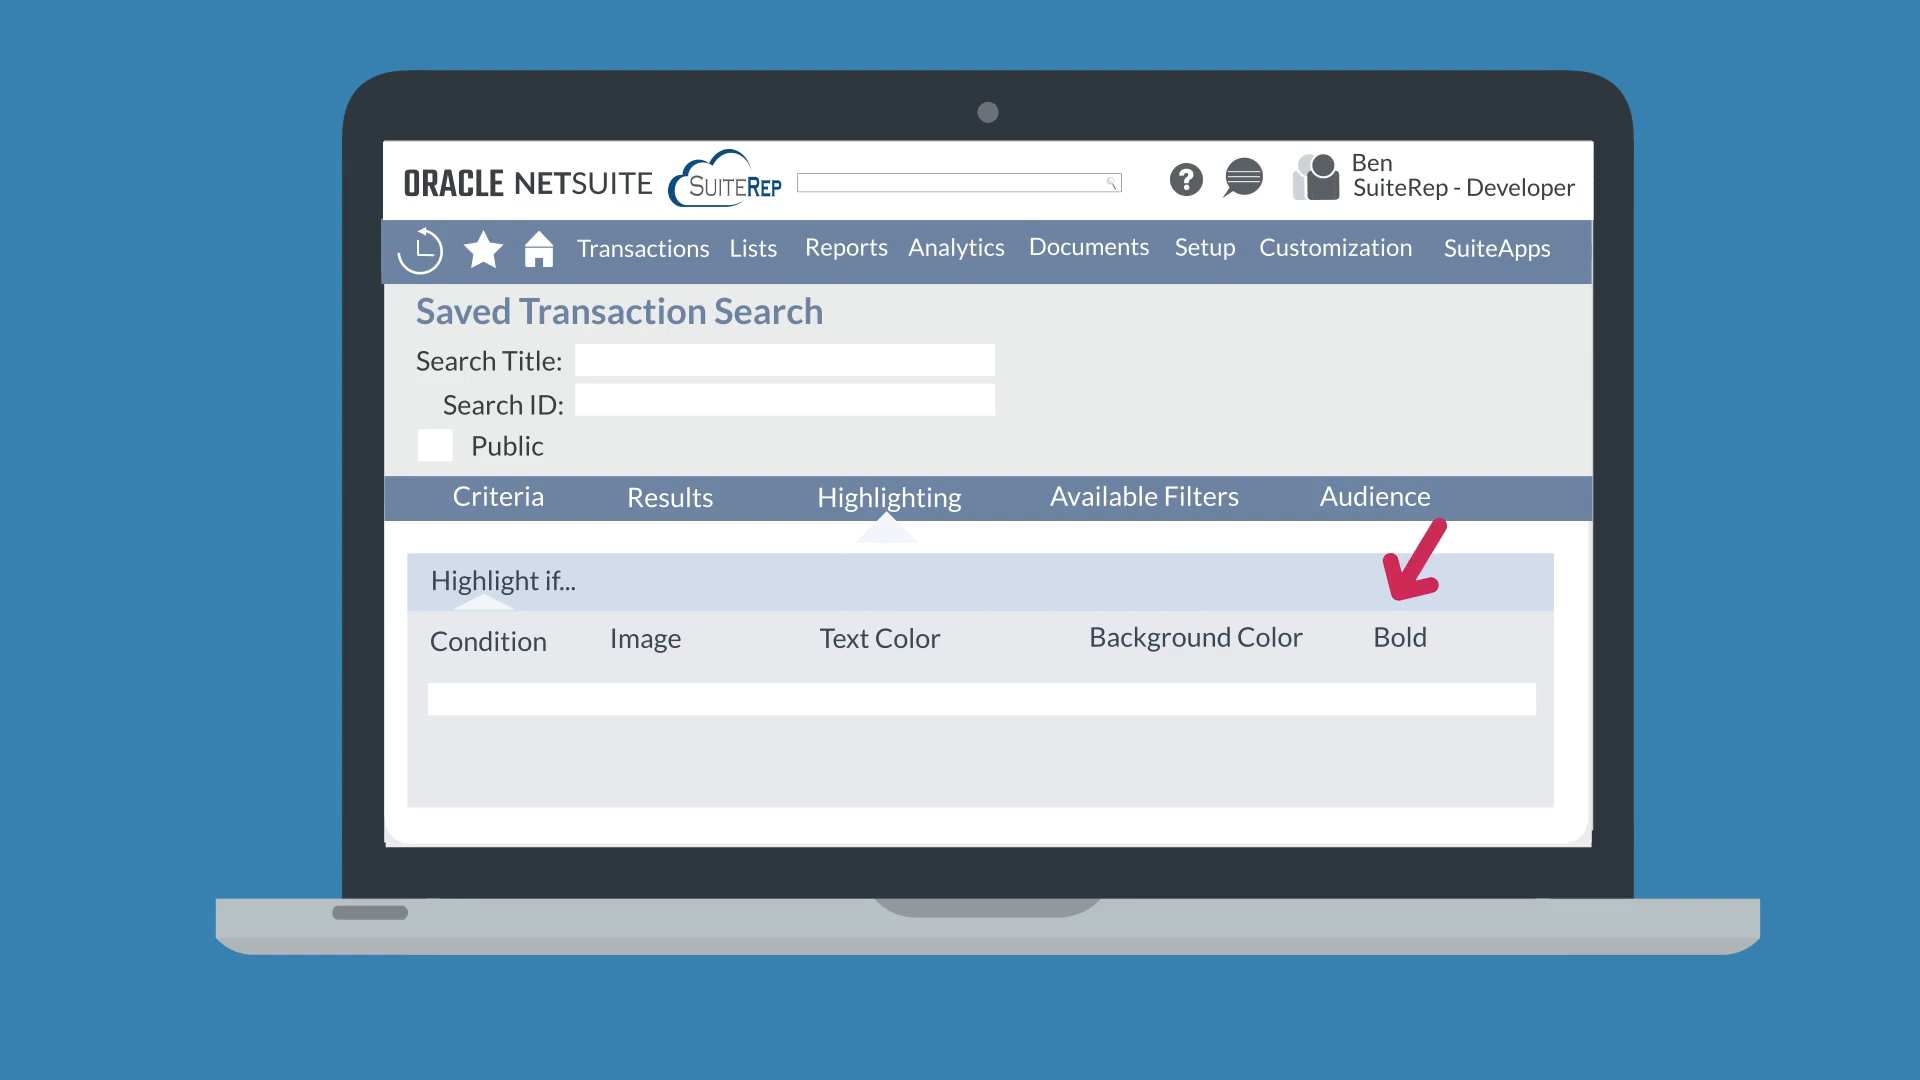 ORACLE NETSUITE SUITEREP
?
Ben
SuiteRep - Developer
Transactions Lists Reports Analytics Documents Setup Customization SuiteApps
Saved Transaction Search
Search Title:
Search ID:
Public
Criteria Results Highlighting Available Filters Audience
Highlight if...
Condition Image Text Color Background Color Bold